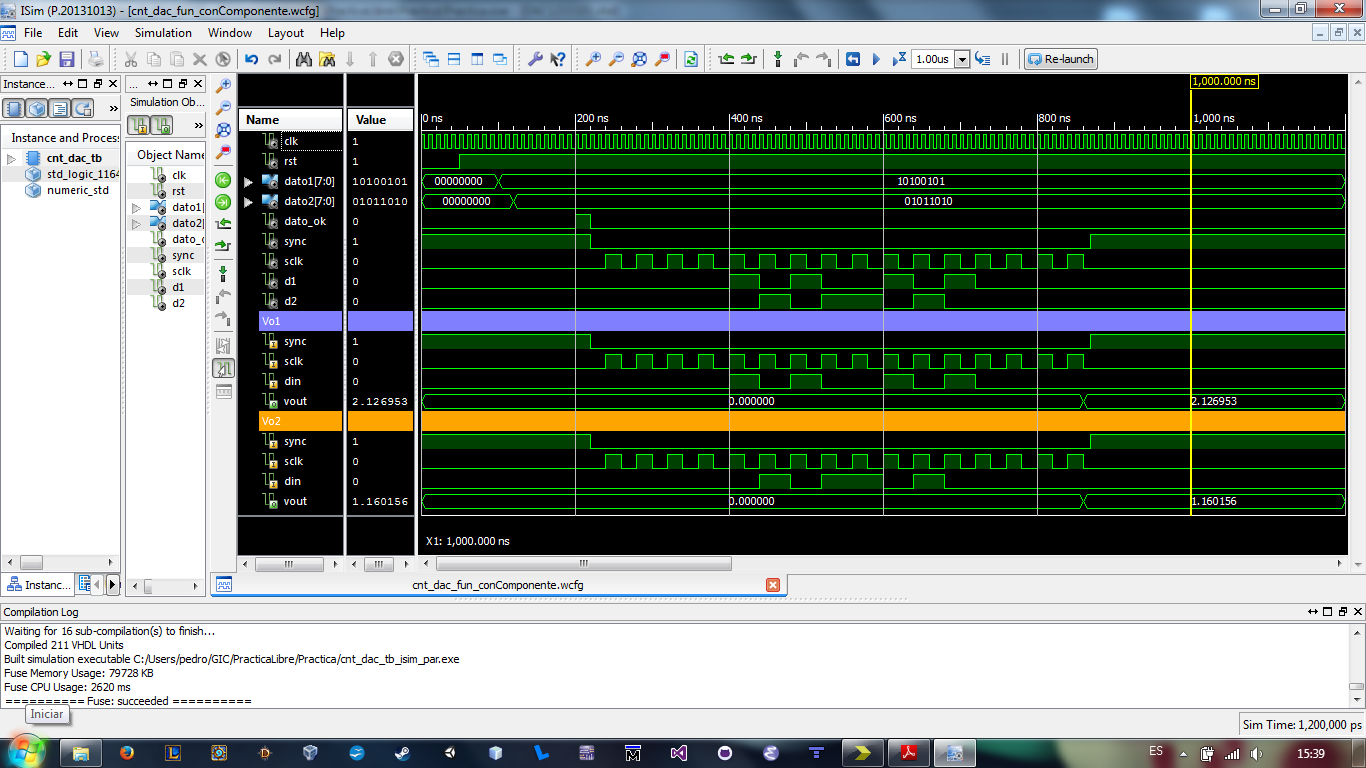 ISim (P.20131013) - [cnt_dac_fun_conComponente.wcfg]
File Edit View Simulation Window Layout Help
1.00us
Re-launch
Instance...
Instance and Process
cnt_dac_tb
std_logic_1164
numeric_std
Instanc...
...
Simulation Ob...
Object Name
clk
rst
dato1[
dato2[
dato_o
sync
sclk
d1
d2
Name Value
1,000.000 ns
0 ns 200 ns 400 ns 600 ns 800 ns 1,000 ns
clk 1
rst 1
dato1[7:0] 10100101 00000000 10100101
dato2[7:0] 01011010 00000000 01011010
dato_ok 0
sync 1
sclk 0
d1 0
d2 0
Vo1
sync 1
sclk 0
din 0
vout 2.126953 0.000000 2.126953
Vo2
sync 1
sclk 0
din 0
vout 1.160156 0.000000 1.160156
X1: 1,000.000 ns
cnt_dac_fun_conComponente.wcfg
Compilation Log
Waiting for 16 sub-compilation(s) to finish...
Compiled 211 VHDL Units
Built simulation executable C:/Users/pedro/GIC/PracticaLibre/Practica/cnt_dac_tb_isim_par.exe
Fuse Memory Usage: 79728 KB
Fuse CPU Usage: 2620 ms
========== Fuse: succeeded ==========
Iniciar
Sim Time: 1,200,000 ps
ES
15:39